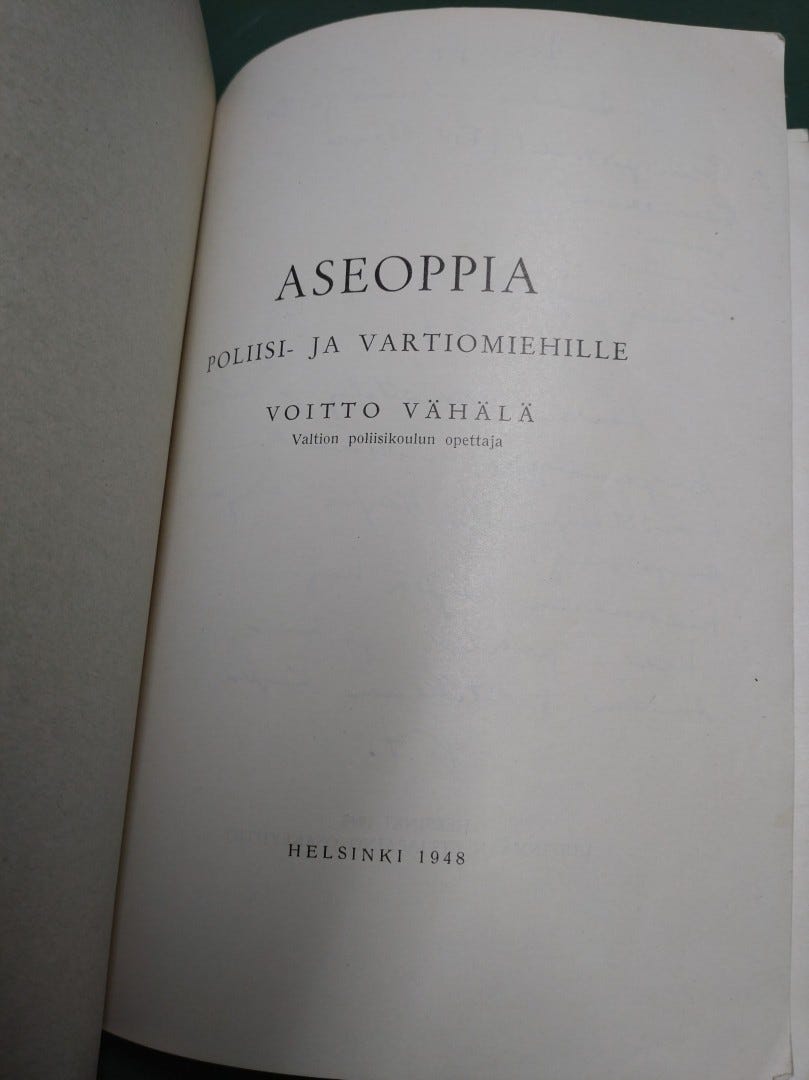 ASEOPPIA
POLIISI- JA VARTIOMIEHILLE
VOITTO VÄHÄLÄ
Valtion poliisikoulun opettaja
HELSINKI 1948